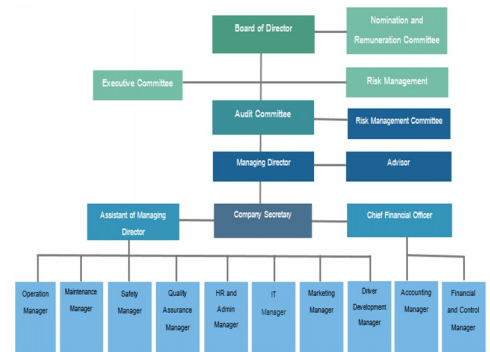 Board of Director
Nomination and
Remuneration Committee
Executive Committee
Risk Management
Audit Committee
Risk Management Committee
Managing Director
Advisor
Assistant of Managing
Director
Company Secretary
Chief Financial Officer
Operation
Manager
Maintenance
Manager
Safety
Manager
Quality
Assurance
Manager
HR and
Admin
Manager
IT
Manager
Marketing
Manager
Driver
Development
Manager
Accounting
Manager
Financial
and Control
Manager